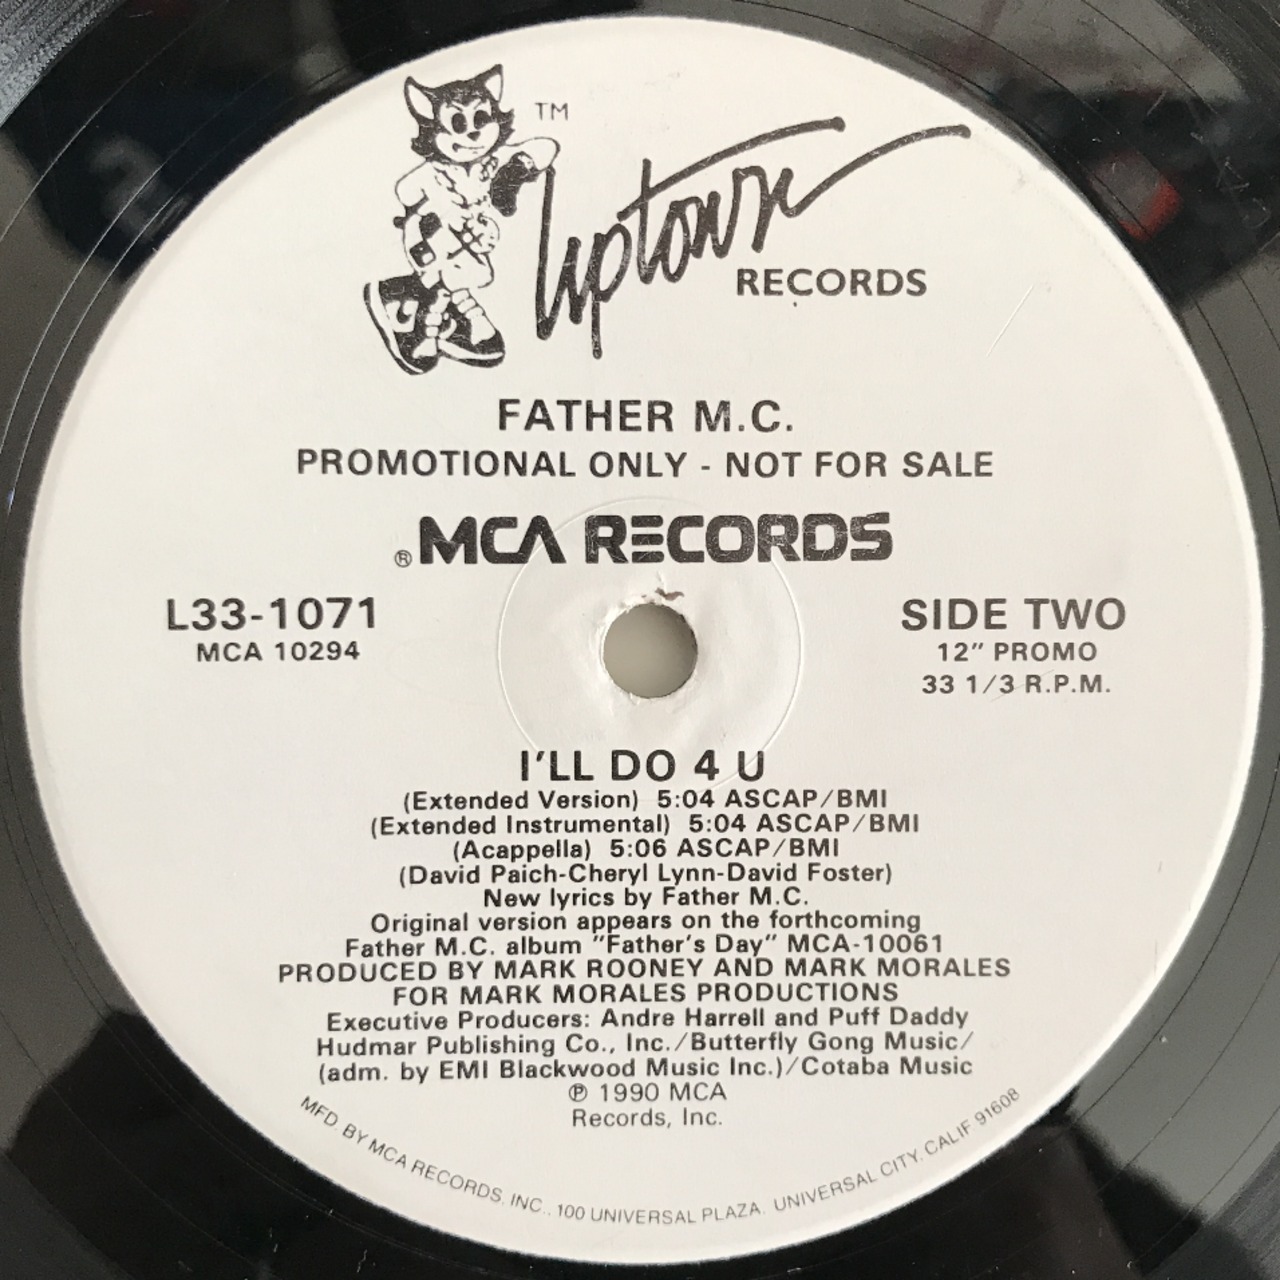 TM
Uptown
RECORDS
FATHER M.C.
PROMOTIONAL ONLY - NOT FOR SALE
® MCA RECORDS
L33-1071
MCA 10294
SIDE TWO
12" PROMO
33 1/3 R.P.M.
I'LL DO 4 U
(Extended Version) 5:04 ASCAP/BMI
(Extended Instrumental) 5:04 ASCAP/BMI
(Acappella) 5:06 ASCAP/BMI
(David Paich-Cheryl Lynn-David Foster)
New lyrics by Father M.C.
Original version appears on the forthcoming
Father M.C. album "Father's Day" MCA-10061
PRODUCED BY MARK ROONEY AND MARK MORALES
FOR MARK MORALES PRODUCTIONS
Executive Producers: Andre Harrell and Puff Daddy
Hudmar Publishing Co., Inc./Butterfly Gong Music/
(adm. by EMI Blackwood Music Inc.)/Cotaba Music
℗ 1990 MCA
Records, Inc.
MFD. BY MCA RECORDS, INC., 100 UNIVERSAL PLAZA, UNIVERSAL CITY, CALIF 91608